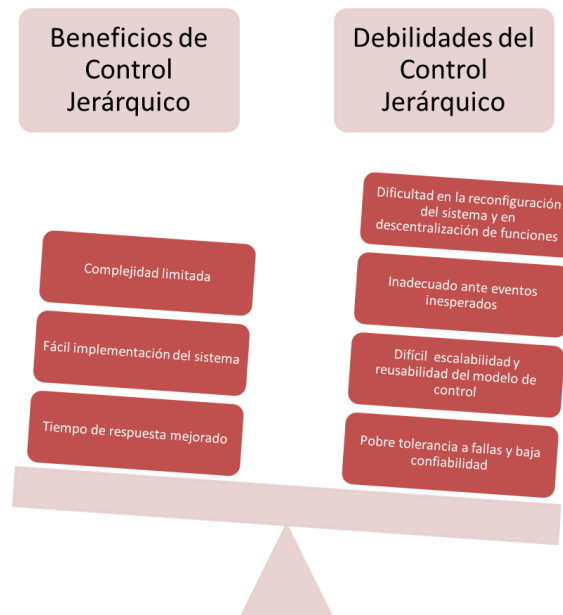 Beneficios de
Control
Jerárquico
Debilidades del
Control
Jerárquico
Complejidad limitada
Fácil implementación del sistema
Tiempo de respuesta mejorado
Dificultad en la reconfiguración
del sistema y en
descentralización de funciones
Inadecuado ante eventos
inesperados
Difícil escalabilidad y
reusabilidad del modelo de
control
Pobre tolerancia a fallas y baja
confiabilidad